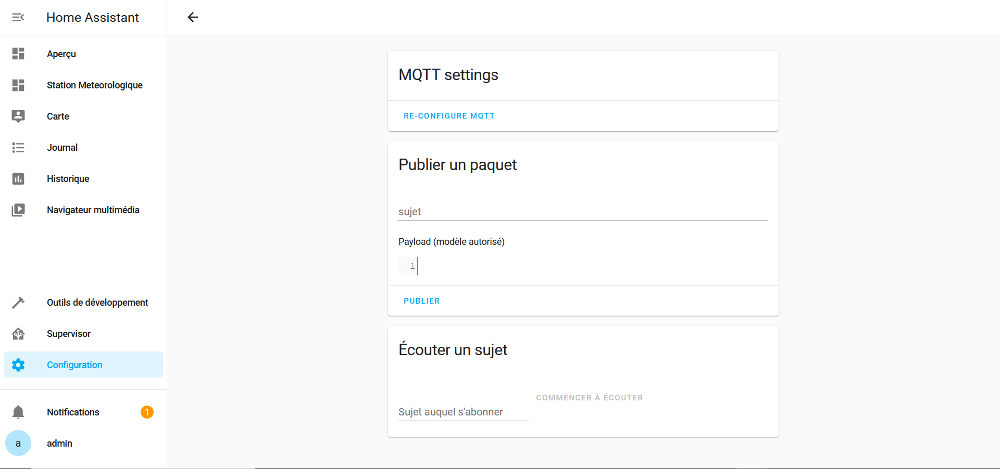 Home Assistant
Aperçu
Station Meteorologique
Carte
Journal
Historique
Navigateur multimédia
Outils de développement
Supervisor
Configuration
Notifications 1
a admin
MQTT settings
RE-CONFIGURE MQTT
Publier un paquet
sujet
Payload (modèle autorisé)
1
PUBLIER
Écouter un sujet
COMMENCER À ÉCOUTER
Sujet auquel s'abonner